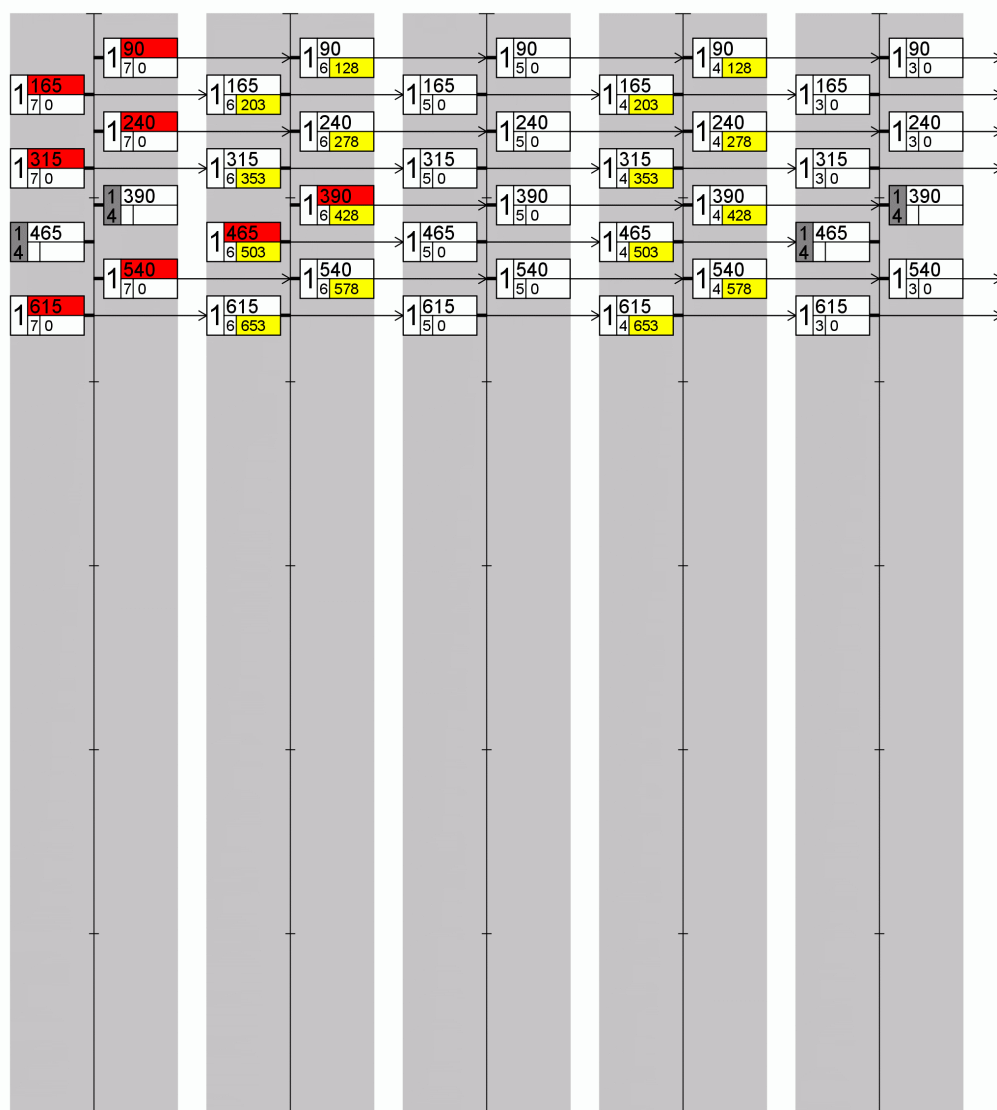 1 90 1 90 1 90 1 90 1 90
7 0 6 128 5 0 4 128 3 0
1 165 1 165 1 165 1 165 1 165
7 0 6 203 5 0 4 203 3 0
1 240 1 240 1 240 1 240 1 240
7 0 6 278 5 0 4 278 3 0
1 315 1 315 1 315 1 315 1 315
7 0 6 353 5 0 4 353 3 0
1 390 1 390 1 390 1 390 1 390
4 6 428 5 0 4 428 4
1 465 1 465 1 465 1 465 1 465
4 6 503 5 0 4 503 4
1 540 1 540 1 540 1 540 1 540
7 0 6 578 5 0 4 578 3 0
1 615 1 615 1 615 1 615 1 615
7 0 6 653 5 0 4 653 3 0